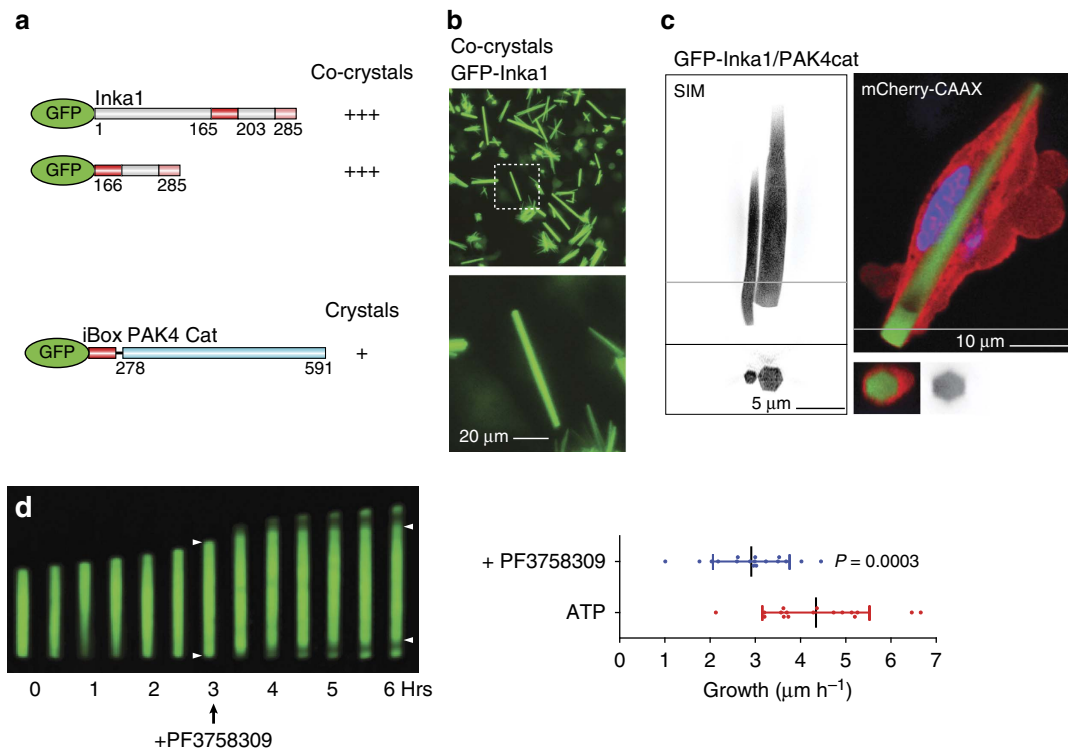 a
Co-crystals
Inka1
GFP
1 165 203 285
+++
GFP
166 285
+++
Crystals
iBox PAK4 Cat
GFP
278 591
+
b
Co-crystals
GFP-Inka1
20 μm
c
GFP-Inka1/PAK4cat
SIM
5 μm
mCherry-CAAX
10 μm
d
0 1 2 3 4 5 6 Hrs
+PF3758309
+ PF3758309
P = 0.0003
ATP
0 1 2 3 4 5 6 7
Growth (μm h⁻¹)